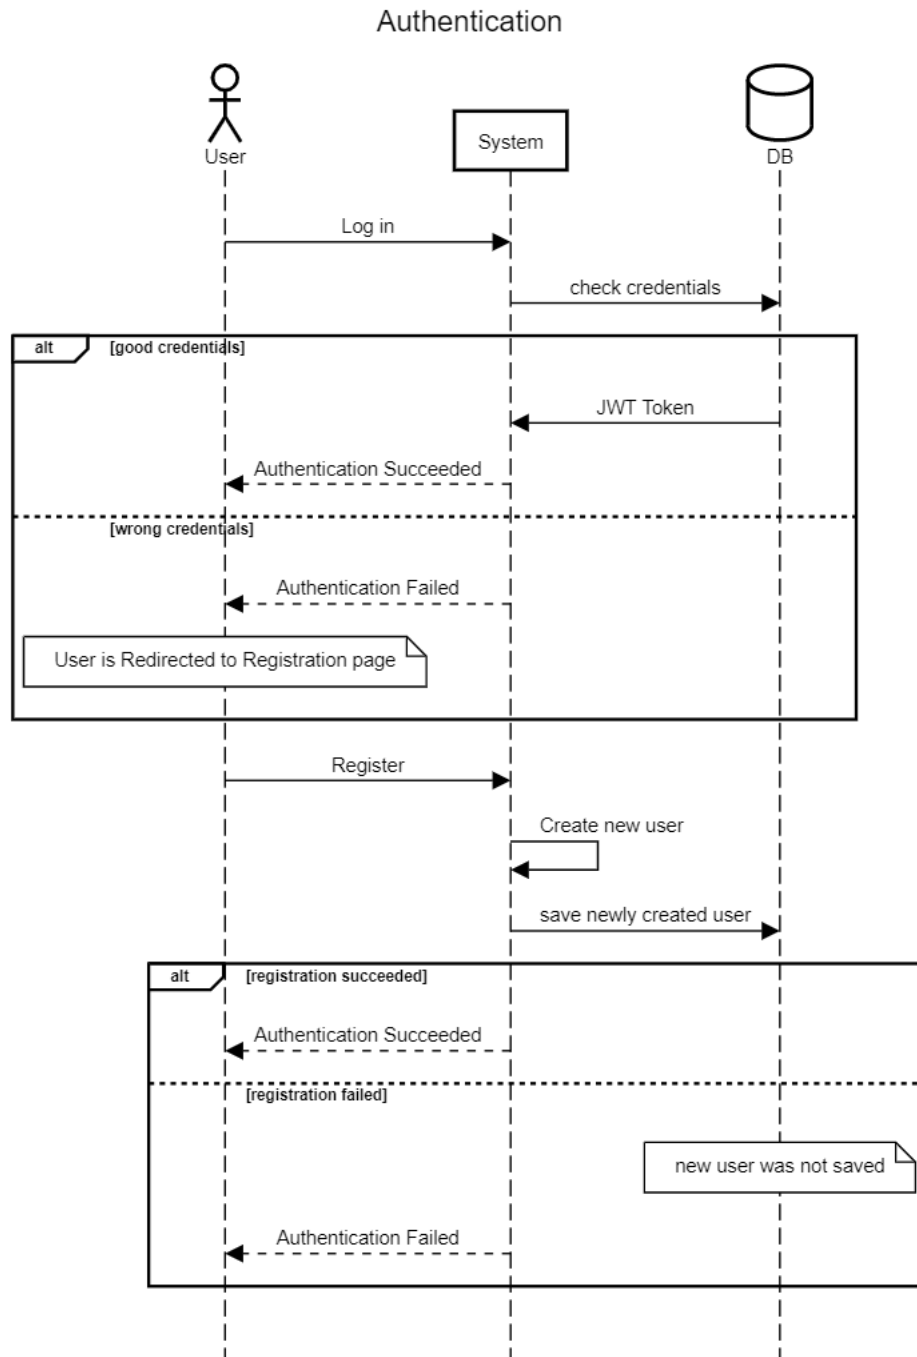 Authentication
User
System
DB
Log in
check credentials
alt
[good credentials]
JWT Token
Authentication Succeeded
[wrong credentials]
Authentication Failed
User is Redirected to Registration page
Register
Create new user
save newly created user
alt
[registration succeeded]
Authentication Succeeded
[registration failed]
new user was not saved
Authentication Failed